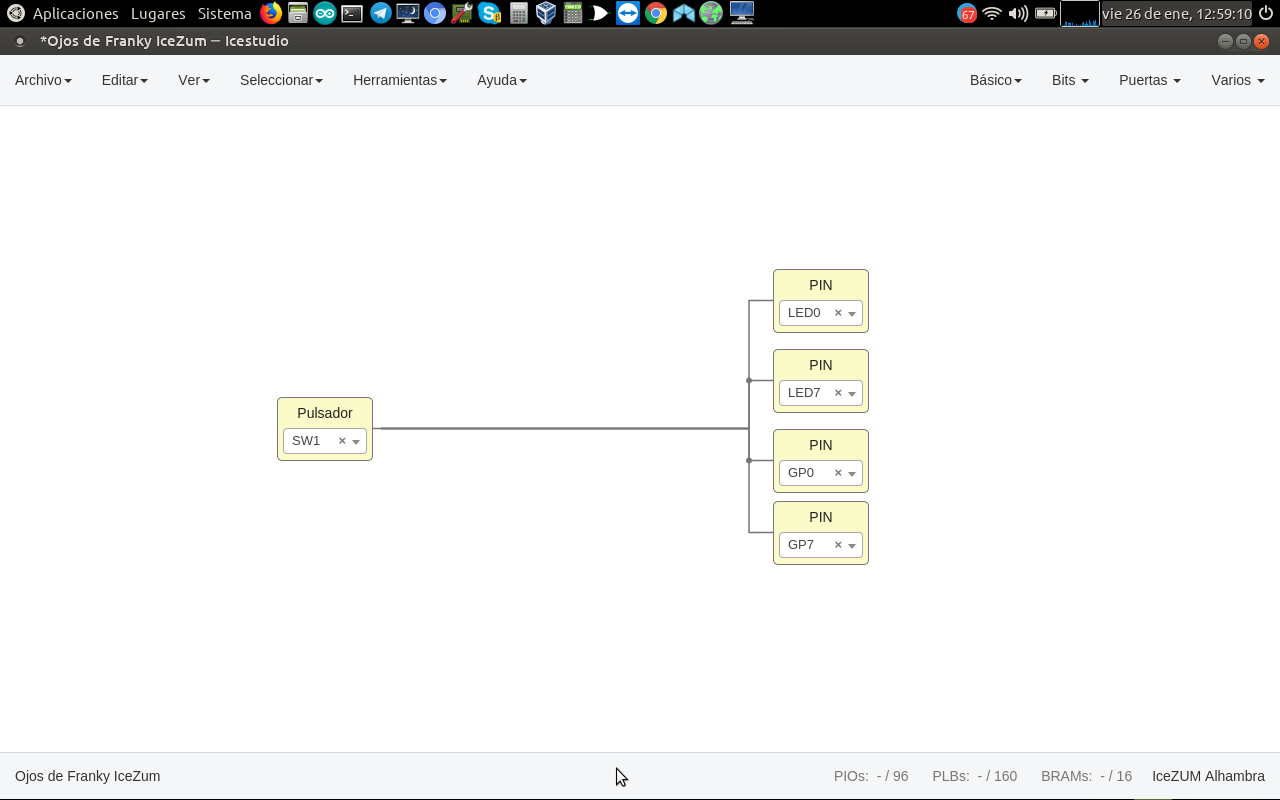 Aplicaciones Lugares Sistema 67 vie 26 de ene, 12:59:10
*Ojos de Franky IceZum — Icestudio
Archivo Editar Ver Seleccionar Herramientas Ayuda Básico Bits Puertas Varios
PIN
LED0 ×
PIN
LED7 ×
Pulsador
SW1 ×
PIN
GP0 ×
PIN
GP7 ×
Ojos de Franky IceZum PIOs: - / 96 PLBs: - / 160 BRAMs: - / 16 IceZUM Alhambra